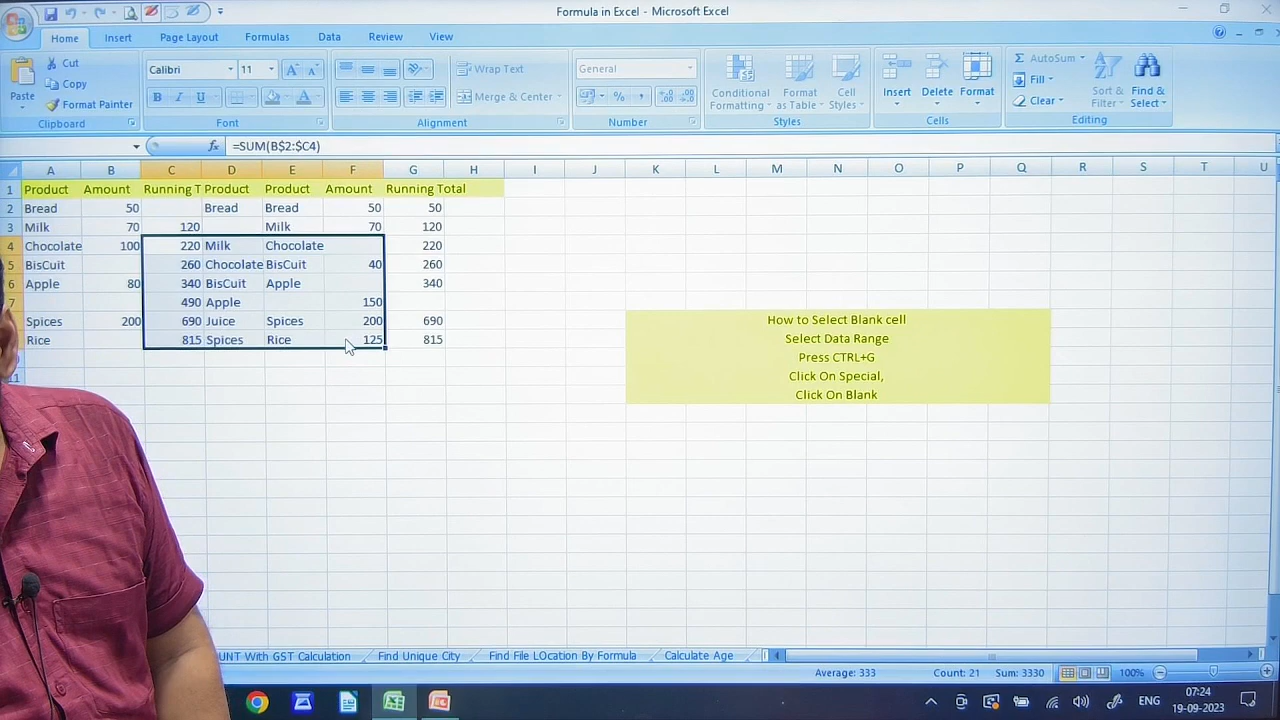 Formula in Excel - Microsoft Excel
Home Insert Page Layout Formulas Data Review View
Paste Cut Copy Format Painter
Calibri 11
B I U
Wrap Text
Merge & Center
General
%
Conditional Formatting
Format as Table
Cell Styles
Insert Delete Format
Σ AutoSum
Fill
Clear
Sort & Filter
Find & Select
Clipboard Font Alignment Number Styles Cells Editing
fx =SUM(B$2:$C4)
A B C D E F G H I J K L M N O P Q R S T U
1 Product Amount Running T Product Product Amount Running Total
2 Bread 50 Bread Bread 50 50
3 Milk 70 120 Milk 70 120
4 Chocolate 100 220 Milk Chocolate 220
5 BisCuit 260 Chocolate BisCuit 40 260
6 Apple 80 340 BisCuit Apple 340
7 490 Apple 150
Spices 200 690 Juice Spices 200 690
Rice 815 Spices Rice 125 815
11
How to Select Blank cell
Select Data Range
Press CTRL+G
Click On Special,
Click On Blank
UNT With GST Calculation Find Unique City Find File LOcation By Formula Calculate Age
Average: 333 Count: 21 Sum: 3330 100%
ENG 07:24
19-09-2023